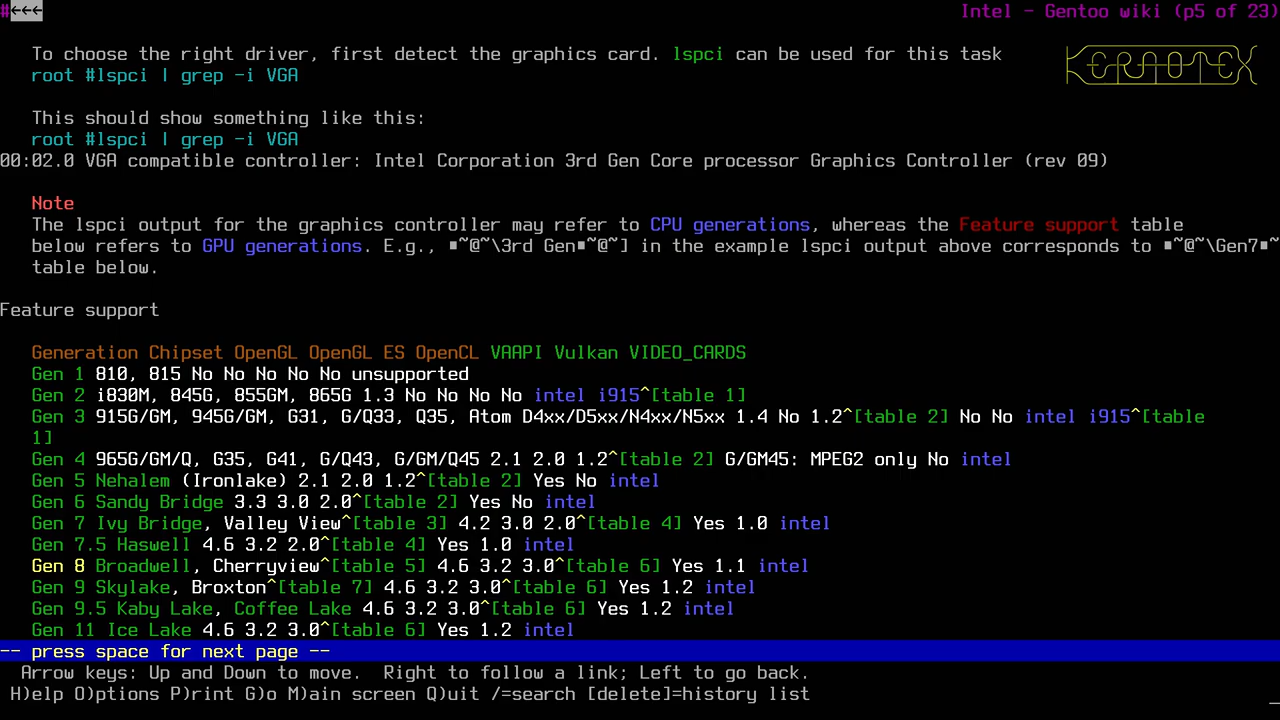 #<<< Intel - Gentoo wiki (p5 of 23)
To choose the right driver, first detect the graphics card. lspci can be used for this task
KERAOTEX
root #lspci | grep -i VGA
This should show something like this:
root #lspci | grep -i VGA
00:02.0 VGA compatible controller: Intel Corporation 3rd Gen Core processor Graphics Controller (rev 09)
Note
The lspci output for the graphics controller may refer to CPU generations, whereas the Feature support table
below refers to GPU generations. E.g., ▪~@~\3rd Gen▪~@~] in the example lspci output above corresponds to ▪~@~\Gen7▪~
table below.
Feature support
Generation Chipset OpenGL OpenGL ES OpenCL VAAPI Vulkan VIDEO_CARDS
Gen 1 810, 815 No No No No No unsupported
Gen 2 i830M, 845G, 855GM, 865G 1.3 No No No No intel i915^[table 1]
Gen 3 915G/GM, 945G/GM, G31, G/Q33, Q35, Atom D4xx/D5xx/N4xx/N5xx 1.4 No 1.2^[table 2] No No intel i915^[table
1]
Gen 4 965G/GM/Q, G35, G41, G/Q43, G/GM/Q45 2.1 2.0 1.2^[table 2] G/GM45: MPEG2 only No intel
Gen 5 Nehalem (Ironlake) 2.1 2.0 1.2^[table 2] Yes No intel
Gen 6 Sandy Bridge 3.3 3.0 2.0^[table 2] Yes No intel
Gen 7 Ivy Bridge, Valley View^[table 3] 4.2 3.0 2.0^[table 4] Yes 1.0 intel
Gen 7.5 Haswell 4.6 3.2 2.0^[table 4] Yes 1.0 intel
Gen 8 Broadwell, Cherryview^[table 5] 4.6 3.2 3.0^[table 6] Yes 1.1 intel
Gen 9 Skylake, Broxton^[table 7] 4.6 3.2 3.0^[table 6] Yes 1.2 intel
Gen 9.5 Kaby Lake, Coffee Lake 4.6 3.2 3.0^[table 6] Yes 1.2 intel
Gen 11 Ice Lake 4.6 3.2 3.0^[table 6] Yes 1.2 intel
-- press space for next page --
Arrow keys: Up and Down to move. Right to follow a link; Left to go back.
H)elp O)ptions P)rint G)o M)ain screen Q)uit /=search [delete]=history list